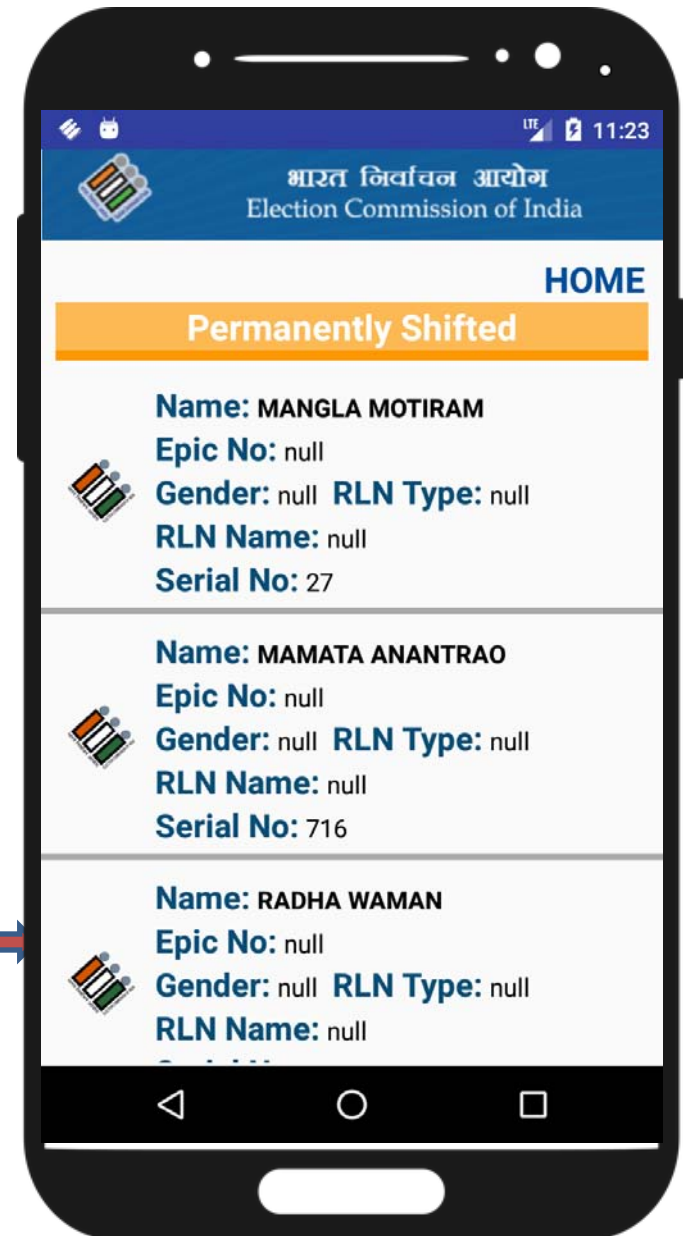 LTE 11:23
भारत निर्वाचन आयोग
Election Commission of India
HOME
Permanently Shifted
Name: MANGLA MOTIRAM
Epic No: null
Gender: null RLN Type: null
RLN Name: null
Serial No: 27
Name: MAMATA ANANTRAO
Epic No: null
Gender: null RLN Type: null
RLN Name: null
Serial No: 716
Name: RADHA WAMAN
Epic No: null
Gender: null RLN Type: null
RLN Name: null